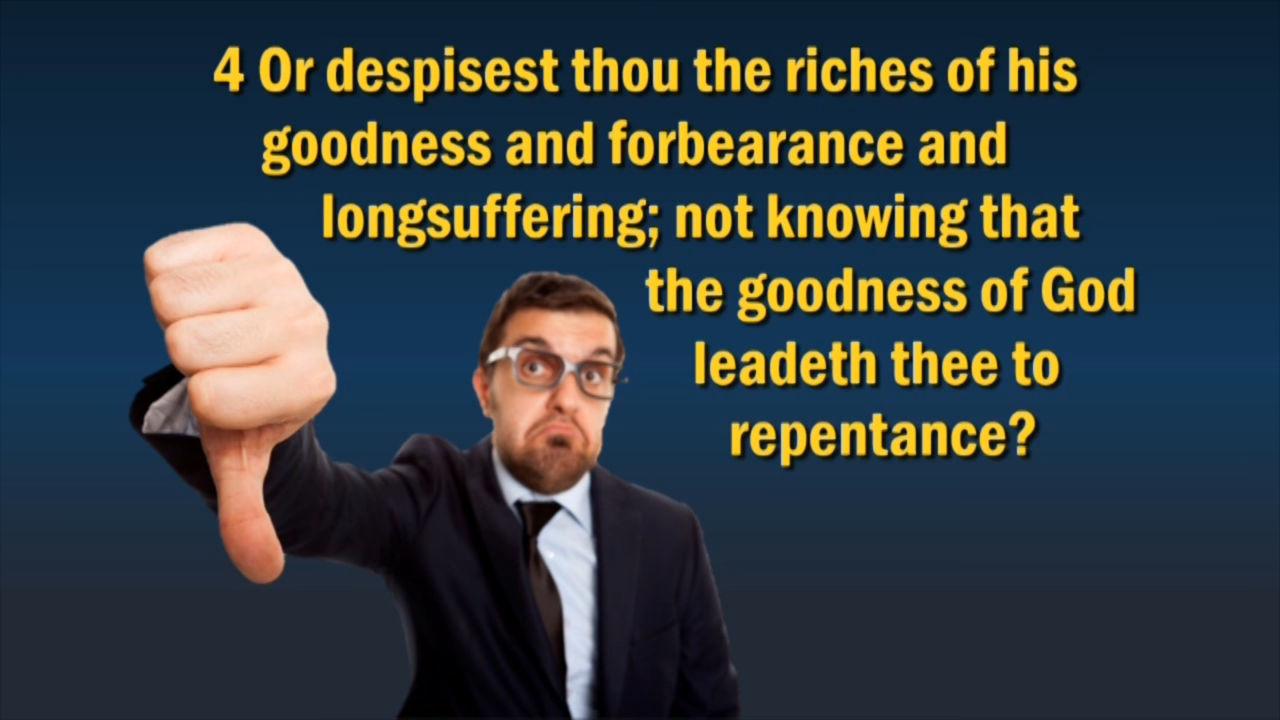 4 Or despisest thou the riches of his
goodness and forbearance and
longsuffering; not knowing that
the goodness of God
leadeth thee to
repentance?